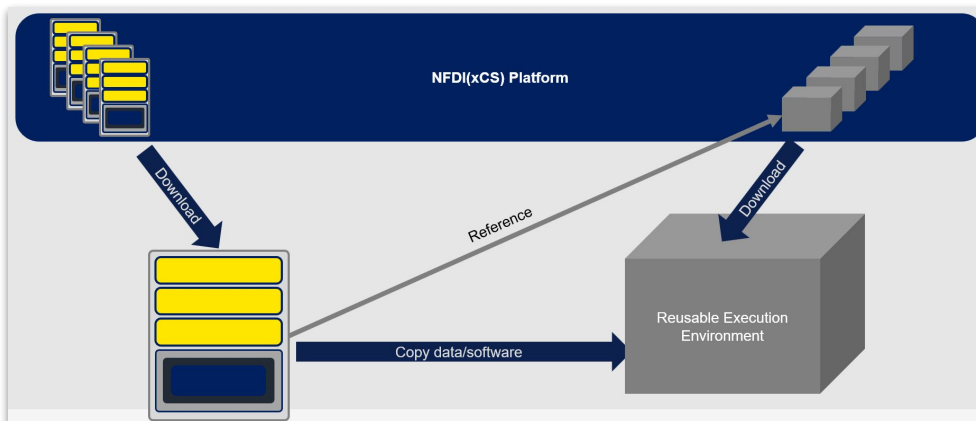 NFDI(xCS) Platform
Download
Download
Reference
Reusable Execution
Environment
Copy data/software